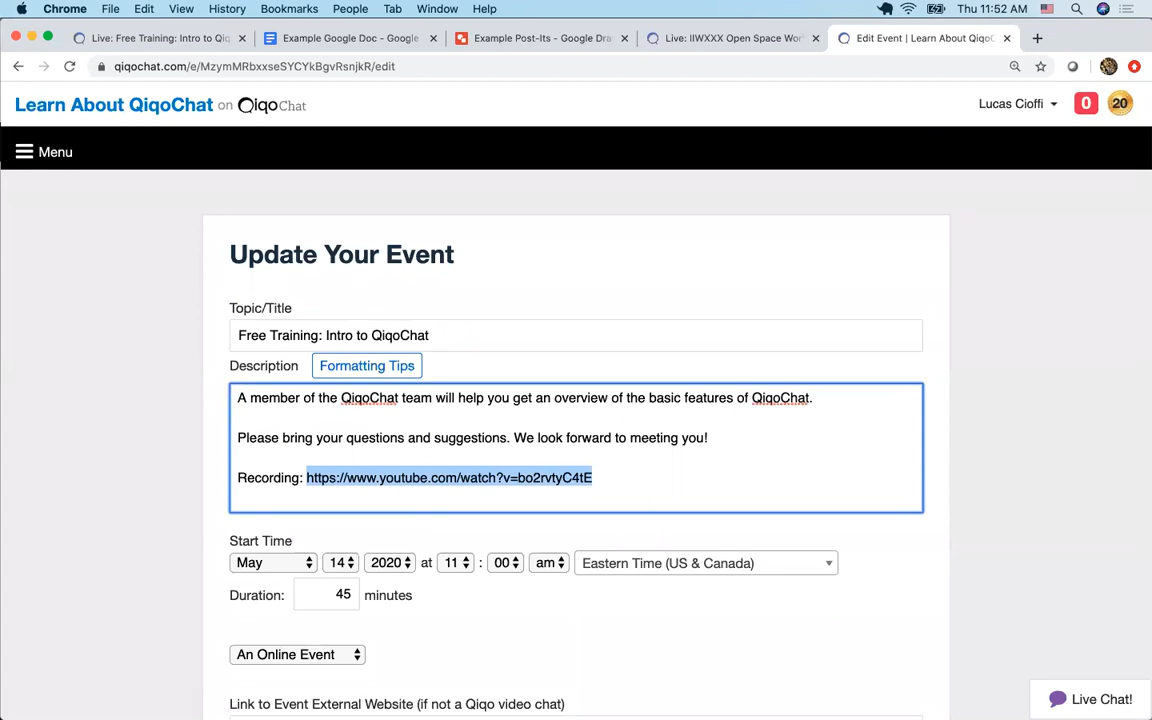 Chrome File Edit View History Bookmarks People Tab Window Help Thu 11:52 AM
Live: Free Training: Intro to Qiq Example Google Doc - Google Example Post-Its - Google Dra Live: IIWXXX Open Space Wor Edit Event | Learn About QiqoC
qiqochat.com/e/MzymMRbxxseSYCYkBgvRsnjkR/edit
Learn About QiqoChat on Qiqo Chat Lucas Cioffi 0 20
Menu
Update Your Event
Topic/Title
Free Training: Intro to QiqoChat
Description Formatting Tips
A member of the QiqoChat team will help you get an overview of the basic features of QiqoChat.
Please bring your questions and suggestions. We look forward to meeting you!
Recording: https://www.youtube.com/watch?v=bo2rvtyC4tE
Start Time
May 14 2020 at 11 : 00 am Eastern Time (US & Canada)
Duration: 45 minutes
An Online Event
Link to Event External Website (if not a Qiqo video chat)
Live Chat!